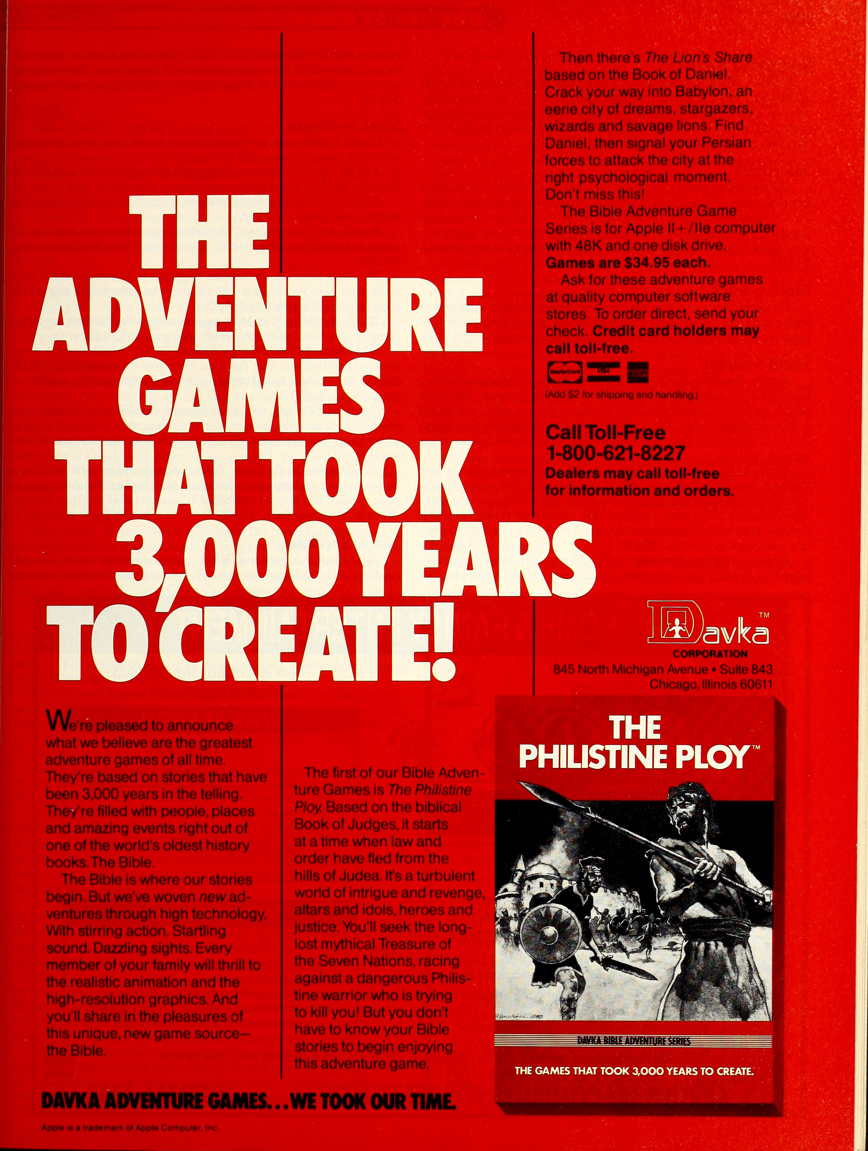 THE
ADVENTURE
GAMES
THAT TOOK
3,000 YEARS
TO CREATE!
We're pleased to announce
what we believe are the greatest
adventure games of all time.
They're based on stories that have
been 3,000 years in the telling.
They're filled with people, places
and amazing events right out of
one of the world's oldest history
books. The Bible.
The Bible is where our stories
begin. But we've woven new ad-
ventures through high technology.
With stirring action. Startling
sound. Dazzling sights. Every
member of your family will thrill to
the realistic animation and the
high-resolution graphics. And
you'll share in the pleasures of
this unique, new game source—
the Bible.
The first of our Bible Adven-
ture Games is The Philistine
Ploy. Based on the biblical
Book of Judges, it starts
at a time when law and
order have fled from the
hills of Judea. It's a turbulent
world of intrigue and revenge,
altars and idols, heroes and
justice. You'll seek the long-
lost mythical Treasure of
the Seven Nations, racing
against a dangerous Philis-
tine warrior who is trying
to kill you! But you don't
have to know your Bible
stories to begin enjoying
this adventure game.
Then there's The Lion's Share
based on the Book of Daniel.
Crack your way into Babylon, an
eerie city of dreams, stargazers,
wizards and savage lions. Find
Daniel, then signal your Persian
forces to attack the city at the
right psychological moment.
Don't miss this!
The Bible Adventure Game
Series is for Apple II+/IIe computer
with 48K and one disk drive.
Games are $34.95 each.
Ask for these adventure games
at quality computer software
stores. To order direct, send your
check. Credit card holders may
call toll-free.
MasterCard VISA
(Add $2 for shipping and handling.)
Call Toll-Free
1-800-621-8227
Dealers may call toll-free
for information and orders.
Davka™
CORPORATION
845 North Michigan Avenue • Suite 843
Chicago, Illinois 60611
THE
PHILISTINE PLOY™
DAVKA BIBLE ADVENTURE SERIES
THE GAMES THAT TOOK 3,000 YEARS TO CREATE.
DAVKA ADVENTURE GAMES...WE TOOK OUR TIME.
Apple is a trademark of Apple Computer, Inc.